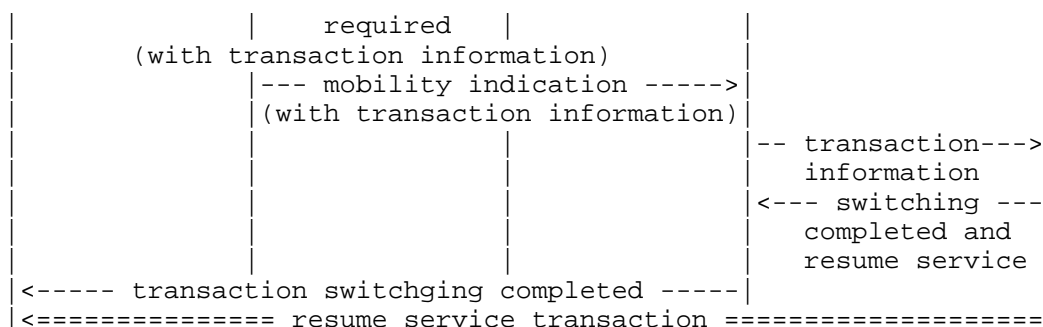 |                 |     required    |                 |
|        (with transaction information)         |
|                 |--- mobility indication ----->|
|                 |(with transaction information)|
|                 |                 |                 |-- transaction--->
|                 |                 |                 |   information
|                 |                 |                 |<--- switching ---
|                 |                 |                 |   completed and
|                 |                 |                 |   resume service
|<----- transaction switchging completed -----|
|<=============== resume service transaction ====================